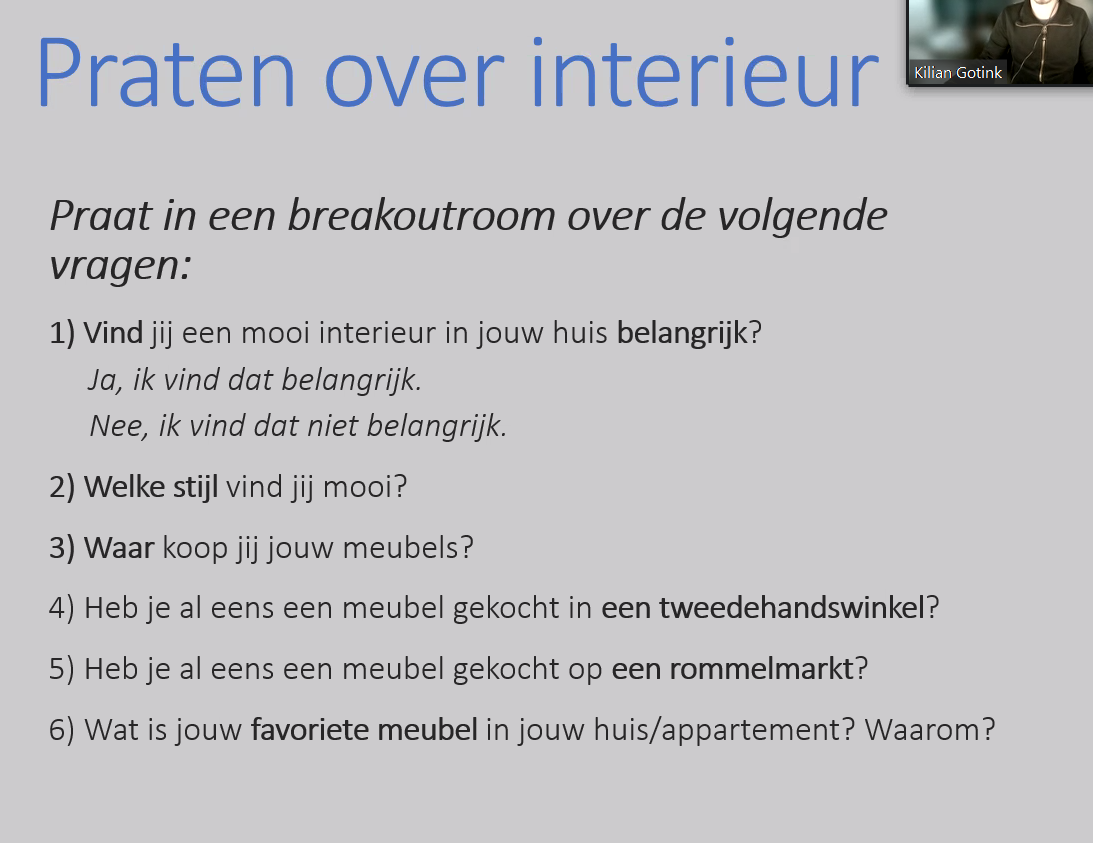 Praten over interieur
Kilian Gotink
Praat in een breakoutroom over de volgende
vragen:
1) Vind jij een mooi interieur in jouw huis belangrijk?
Ja, ik vind dat belangrijk.
Nee, ik vind dat niet belangrijk.
2) Welke stijl vind jij mooi?
3) Waar koop jij jouw meubels?
4) Heb je al eens een meubel gekocht in een tweedehandswinkel?
5) Heb je al eens een meubel gekocht op een rommelmarkt?
6) Wat is jouw favoriete meubel in jouw huis/appartement? Waarom?